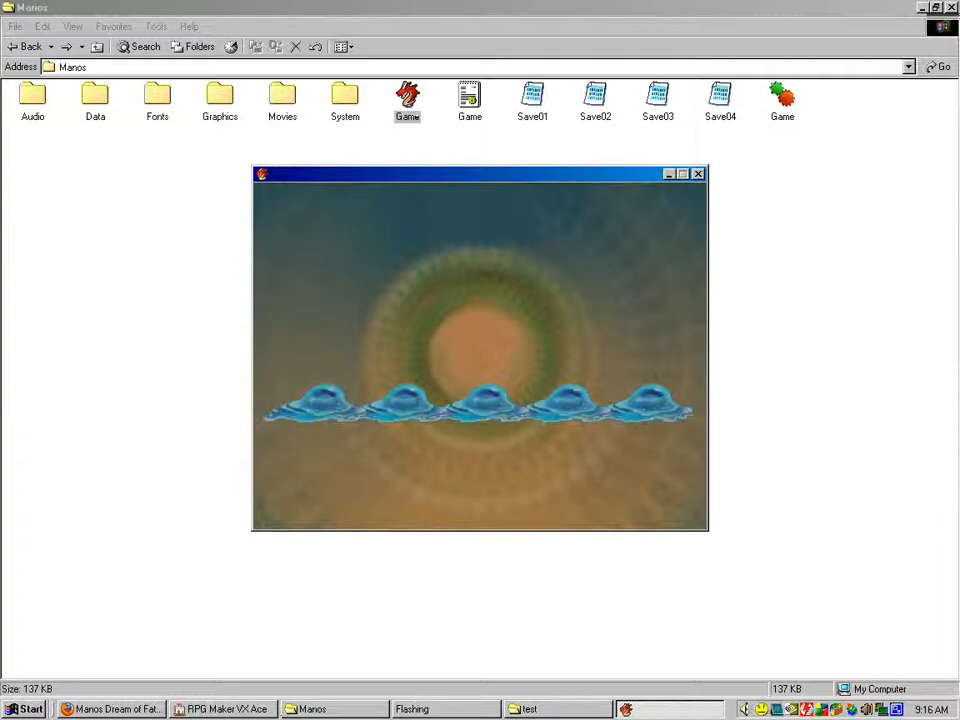 Manos
File Edit View Favorites Tools Help
Back Search Folders
Address Manos Go
Audio Data Fonts Graphics Movies System Game Game Save01 Save02 Save03 Save04 Game
Size: 137 KB 137 KB My Computer
Start Manos Dream of Fat... RPG Maker VX Ace Manos Flashing test 9:16 AM